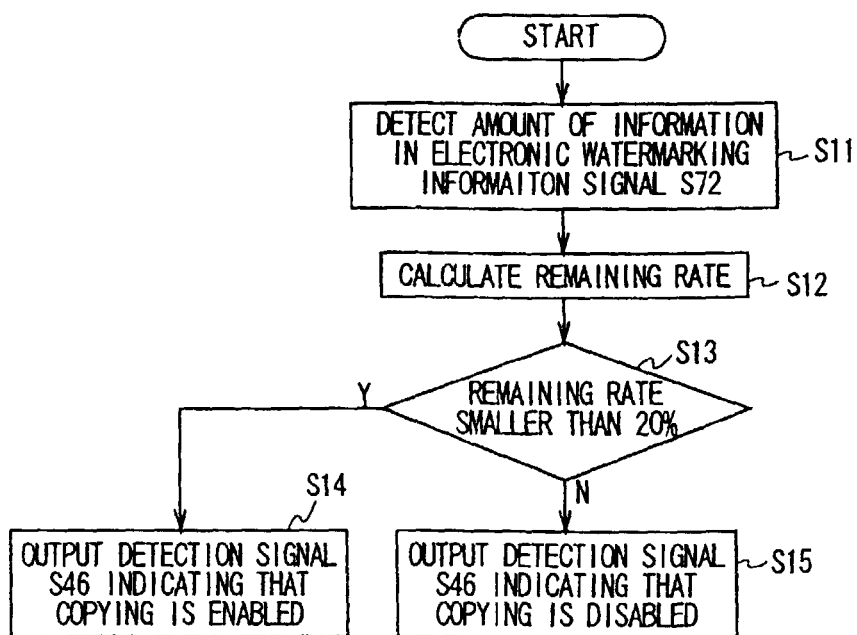 START
DETECT AMOUNT OF INFORMATION
IN ELECTRONIC WATERMARKING
INFORMAITON SIGNAL S72
S11
CALCULATE REMAINING RATE
S12
S13
REMAINING RATE
SMALLER THAN 20%
Y
N
S14
OUTPUT DETECTION SIGNAL
S46 INDICATING THAT
COPYING IS ENABLED
OUTPUT DETECTION SIGNAL
S46 INDICATING THAT
COPYING IS DISABLED
S15